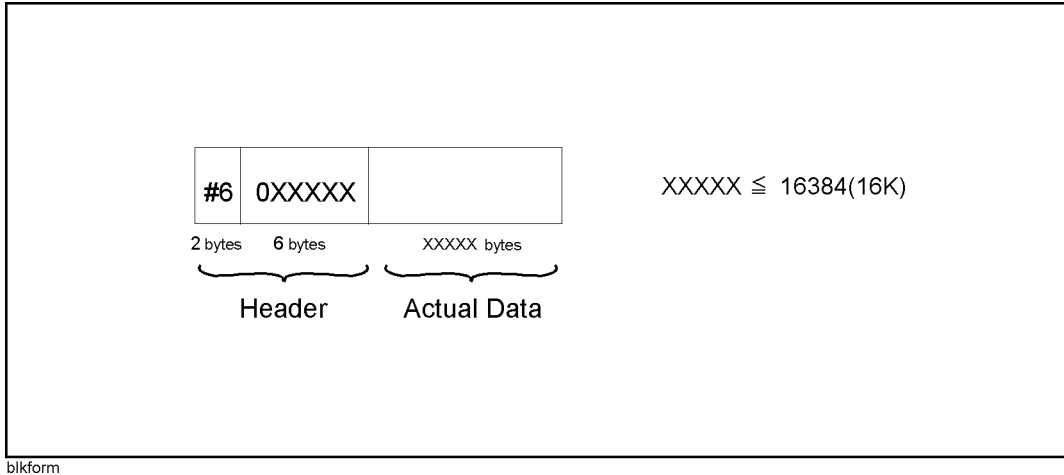 #6 0XXXXX
XXXXX ≦ 16384(16K)
2 bytes 6 bytes XXXXX bytes
Header Actual Data
blkform